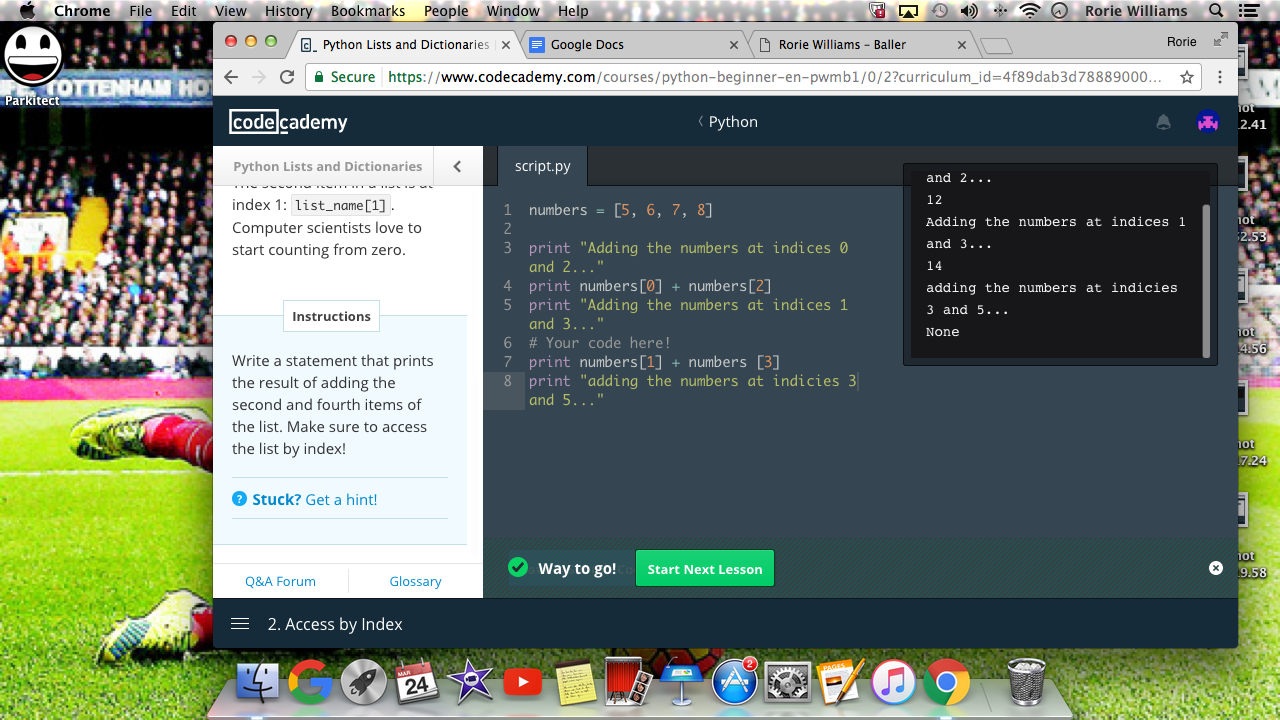 Chrome File Edit View History Bookmarks People Window Help Rorie Williams
Parkitect
TOTTENHAM HO
Python Lists and Dictionaries
Google Docs
Rorie Williams - Baller
Rorie
Secure https://www.codecademy.com/courses/python-beginner-en-pwmb1/0/2?curriculum_id=4f89dab3d78889000...
codecademy
Python
Python Lists and Dictionaries
The second item in a list is at
index 1: list_name[1].
Computer scientists love to
start counting from zero.
Instructions
Write a statement that prints
the result of adding the
second and fourth items of
the list. Make sure to access
the list by index!
? Stuck? Get a hint!
Q&A Forum
Glossary
script.py
1 numbers = [5, 6, 7, 8]
2
3 print "Adding the numbers at indices 0
and 2..."
4 print numbers[0] + numbers[2]
5 print "Adding the numbers at indices 1
and 3..."
6 # Your code here!
7 print numbers[1] + numbers [3]
8 print "adding the numbers at indicies 3
and 5..."
and 2...
12
Adding the numbers at indices 1
and 3...
14
adding the numbers at indicies
3 and 5...
None
Way to go!
Start Next Lesson
2. Access by Index
hot
2.41
hot
2.53
hot
4.56
hot
7.24
hot
9.58
MAR
24
PAGES
2